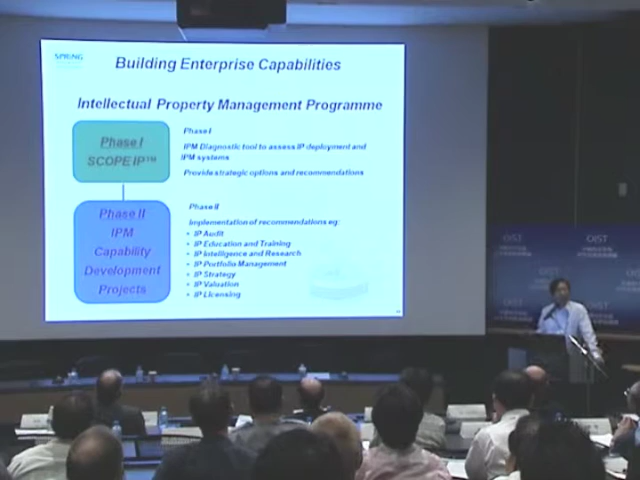 SPRING
Building Enterprise Capabilities
Intellectual Property Management Programme
Phase I
SCOPE IP™
Phase I
IPM Diagnostic tool to assess IP deployment and
IPM systems
Provide strategic options and recommendations
Phase II
IPM
Capability
Development
Projects
Phase II
Implementation of recommendations eg:
• IP Audit
• IP Education and Training
• IP Intelligence and Research
• IP Portfolio Management
• IP Strategy
• IP Valuation
• IP Licensing
OIST
OIST
OIST